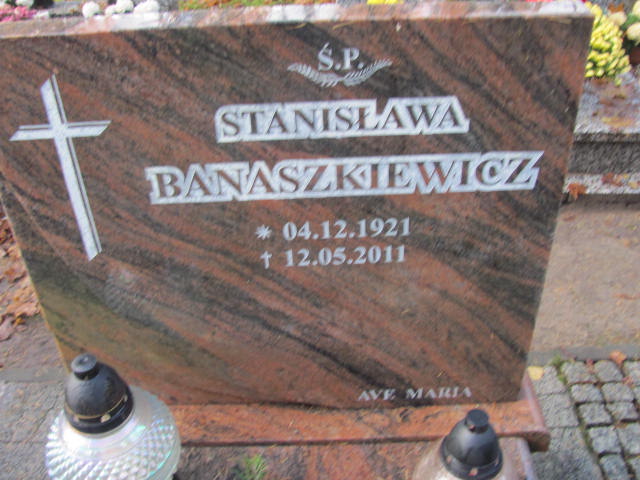 Ś.P.
STANISŁAWA
BANASZKIEWICZ
* 04.12.1921
† 12.05.2011
AVE MARIA